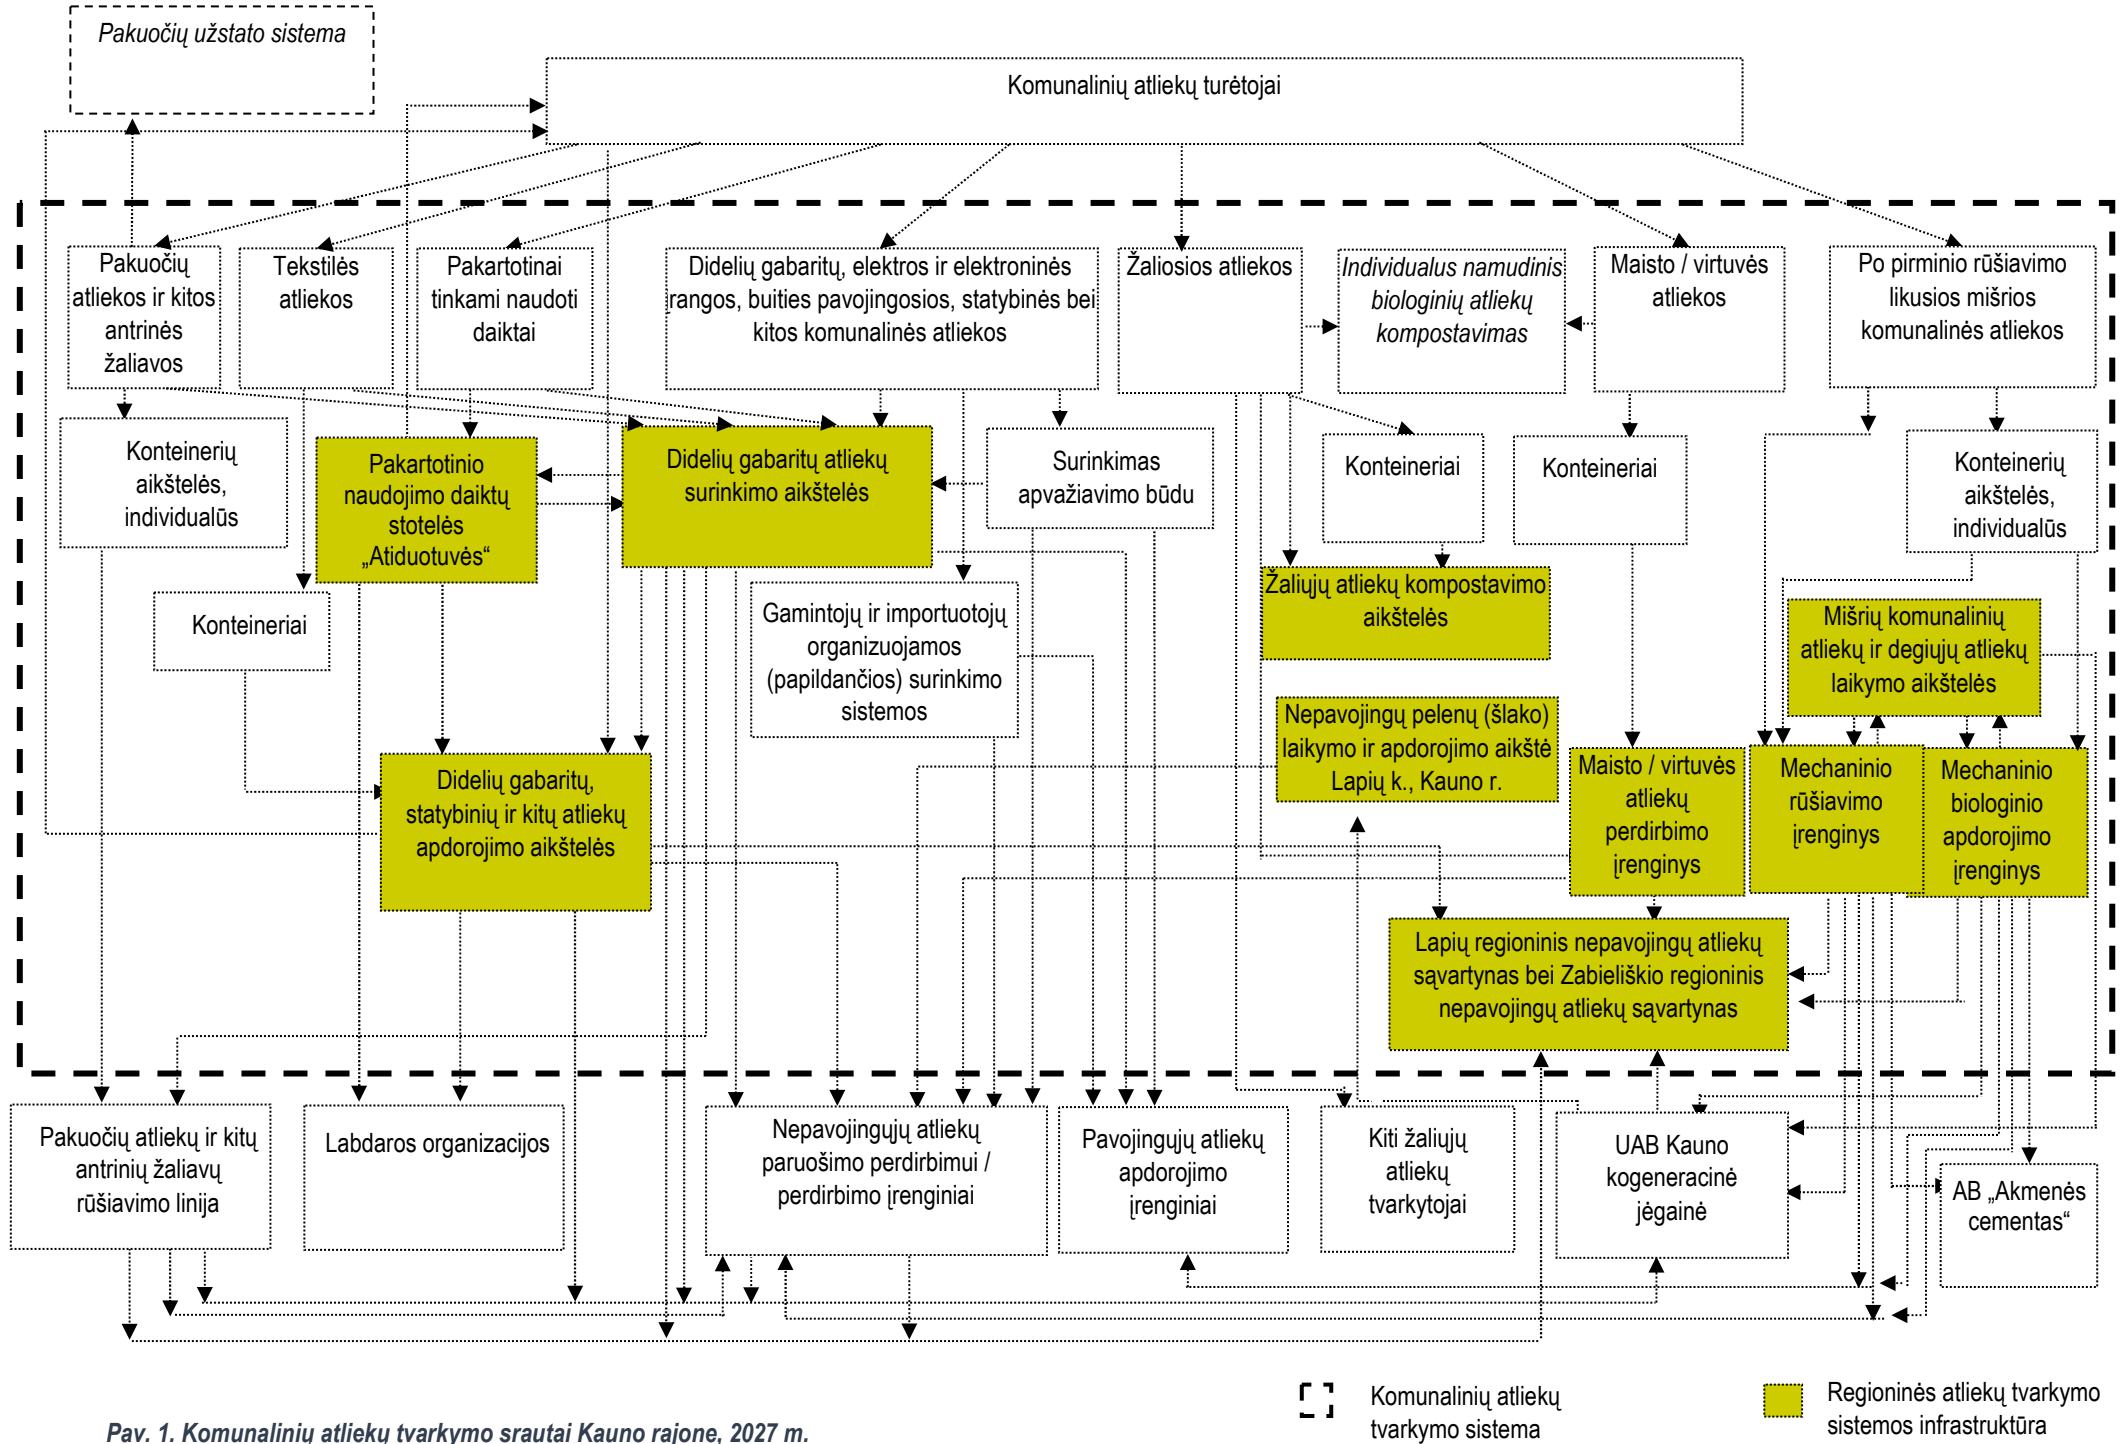 Pakuočių užstato sistema
Komunalinių atliekų turėtojai
Pakuočių
atliekos ir kitos
antrinės
žaliavos
Tekstilės
atliekos
Pakartotinai
tinkami naudoti
daiktai
Didelių gabaritų, elektros ir elektroninės
rangos, buities pavojingosios, statybinės bei
kitos komunalinės atliekos
Žaliosios atliekos
Individualus namudinis
biologinių atliekų
kompostavimas
Maisto / virtuvės
atliekos
Po pirminio rūšiavimo
likusios mišrios
komunalinės atliekos
Konteinerių
aikštelės,
individualūs
Pakartotinio
naudojimo daiktų
stotelės
„Atiduotuvės“
Didelių gabaritų atliekų
surinkimo aikštelės
Surinkimas
apvažiavimo būdu
Konteineriai
Konteineriai
Konteinerių
aikštelės,
individualūs
Konteineriai
Gamintojų ir importuotojų
organizuojamos
(papildančios) surinkimo
sistemos
Žaliųjų atliekų kompostavimo
aikštelės
Mišrių komunalinių
atliekų ir degiųjų atliekų
laikymo aikštelės
Nepavojingų pelenų (šlako)
laikymo ir apdorojimo aikštė
Lapių k., Kauno r.
Didelių gabaritų,
statybinių ir kitų atliekų
apdorojimo aikštelės
Maisto / virtuvės
atliekų
perdirbimo
įrenginys
Mechaninio
rūšiavimo
įrenginys
Mechaninio
biologinio
apdorojimo
įrenginys
Lapių regioninis nepavojingų atliekų
sąvartynas bei Zabieliškio regioninis
nepavojingų atliekų sąvartynas
Pakuočių atliekų ir kitų
antrinių žaliavų
rūšiavimo linija
Labdaros organizacijos
Nepavojingųjų atliekų
paruošimo perdirbimui /
perdirbimo įrenginiai
Pavojingųjų atliekų
apdorojimo
įrenginiai
Kiti žaliųjų
atliekų
tvarkytojai
UAB Kauno
kogeneracinė
jėgainė
AB „Akmenės
cementas“
Komunalinių atliekų
tvarkymo sistema
Regioninės atliekų tvarkymo
sistemos infrastruktūra
Pav. 1. Komunalinių atliekų tvarkymo srautai Kauno rajone, 2027 m.